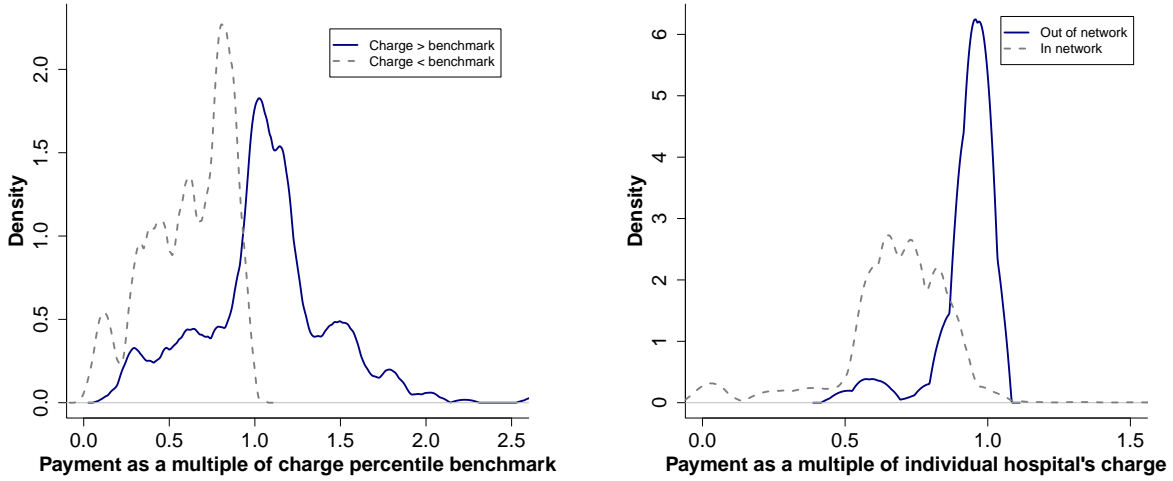 Density
2.0
1.5
1.0
0.5
0.0
Charge > benchmark
Charge < benchmark
0.0 0.5 1.0 1.5 2.0 2.5
Payment as a multiple of charge percentile benchmark
Density
6
5
4
3
2
1
0
Out of network
In network
0.0 0.5 1.0 1.5
Payment as a multiple of individual hospital's charge